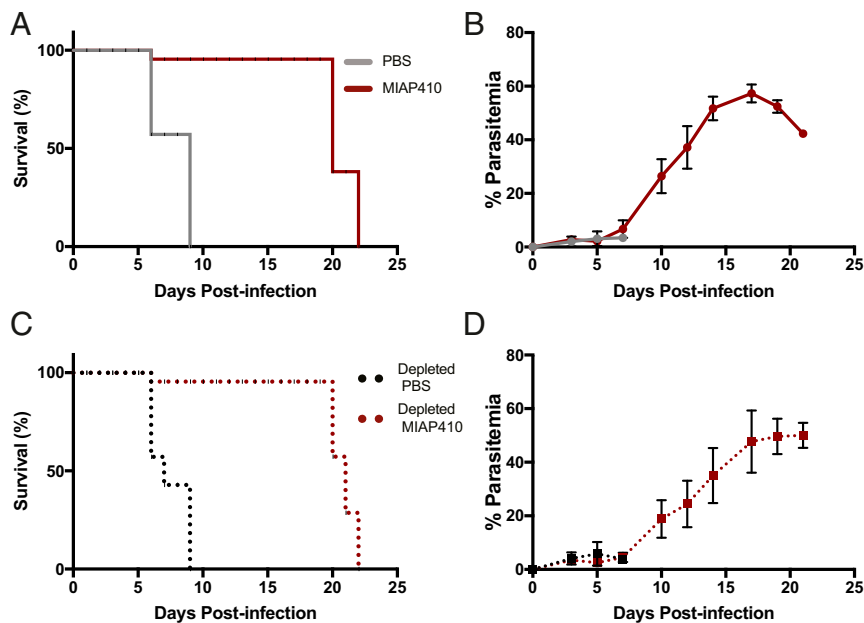 A
Survival (%)
100
50
0
0 5 10 15 20 25
Days Post-infection
PBS
MIAP410
B
% Parasitemia
80
60
40
20
0
0 5 10 15 20 25
Days Post-infection
C
Survival (%)
100
50
0
0 5 10 15 20 25
Days Post-infection
Depleted
PBS
Depleted
MIAP410
D
% Parasitemia
80
60
40
20
0
0 5 10 15 20 25
Days Post-infection